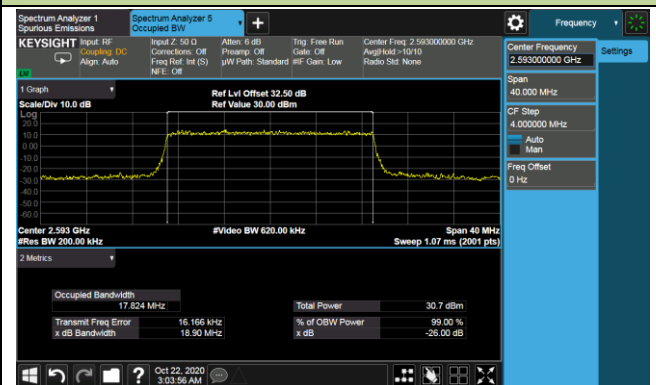 Spectrum Analyzer 1
Spurious Emissions
Spectrum Analyzer 5
Occupied BW
Frequency
KEYSIGHT
Input: RF
Coupling: DC
Align: Auto
Input Z: 50 Ω
Corrections: Off
Freq Ref: Int (S)
NFE: Off
Atten: 6 dB
Preamp: Off
µW Path: Standard
Trig: Free Run
Gate: Off
#IF Gain: Low
Center Freq: 2.593000000 GHz
Avg|Hold:>10/10
Radio Std: None
LXI
Center Frequency
2.593000000 GHz
Settings
Span
40.000 MHz
CF Step
4.000000 MHz
Auto
Man
Freq Offset
0 Hz
1 Graph
Scale/Div 10.0 dB
Ref Lvl Offset 32.50 dB
Ref Value 30.00 dBm
Log
20.0
10.0
0.00
-10.0
-20.0
-30.0
-40.0
-50.0
-60.0
Center 2.593 GHz
#Video BW 620.00 kHz
Span 40 MHz
#Res BW 200.00 kHz
Sweep 1.07 ms (2001 pts)
2 Metrics
Occupied Bandwidth
17.824 MHz
Total Power 30.7 dBm
Transmit Freq Error 16.166 kHz
% of OBW Power 99.00 %
x dB Bandwidth 18.90 MHz
x dB -26.00 dB
?
Oct 22, 2020
3:03:56 AM